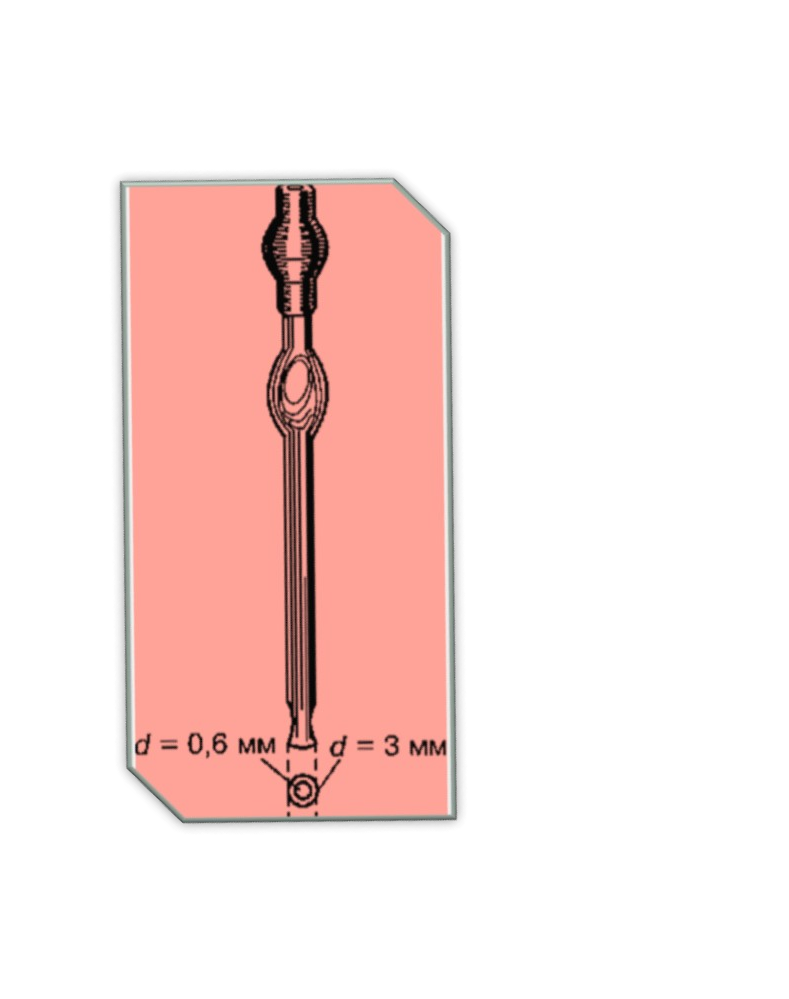 d = 0,6 мм d = 3 мм